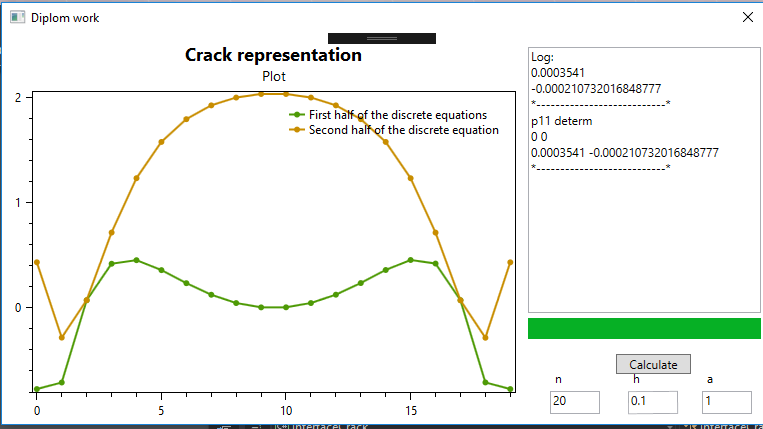 Diplom work
Crack representation
Plot
First half of the discrete equations
Second half of the discrete equation
2
1
0
0
5
10
15
Log:
0.0003541
-0.000210732016848777
*---------------------------*
p11 determ
0 0
0.0003541 -0.000210732016848777
*---------------------------*
Calculate
n
h
a
20
0.1
1